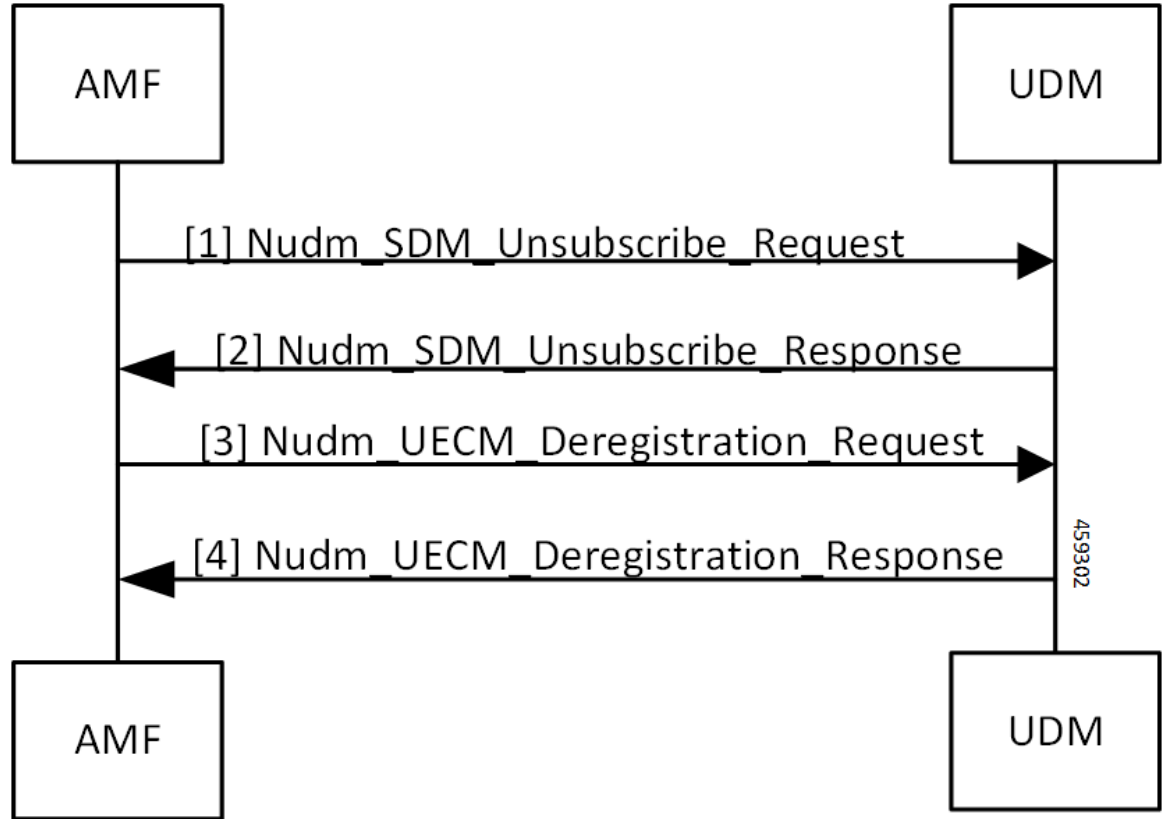 AMF
UDM
[1] Nudm_SDM_Unsubscribe_Request
[2] Nudm_SDM_Unsubscribe_Response
[3] Nudm_UECM_Deregistration_Request
[4] Nudm_UECM_Deregistration_Response
459302
AMF
UDM